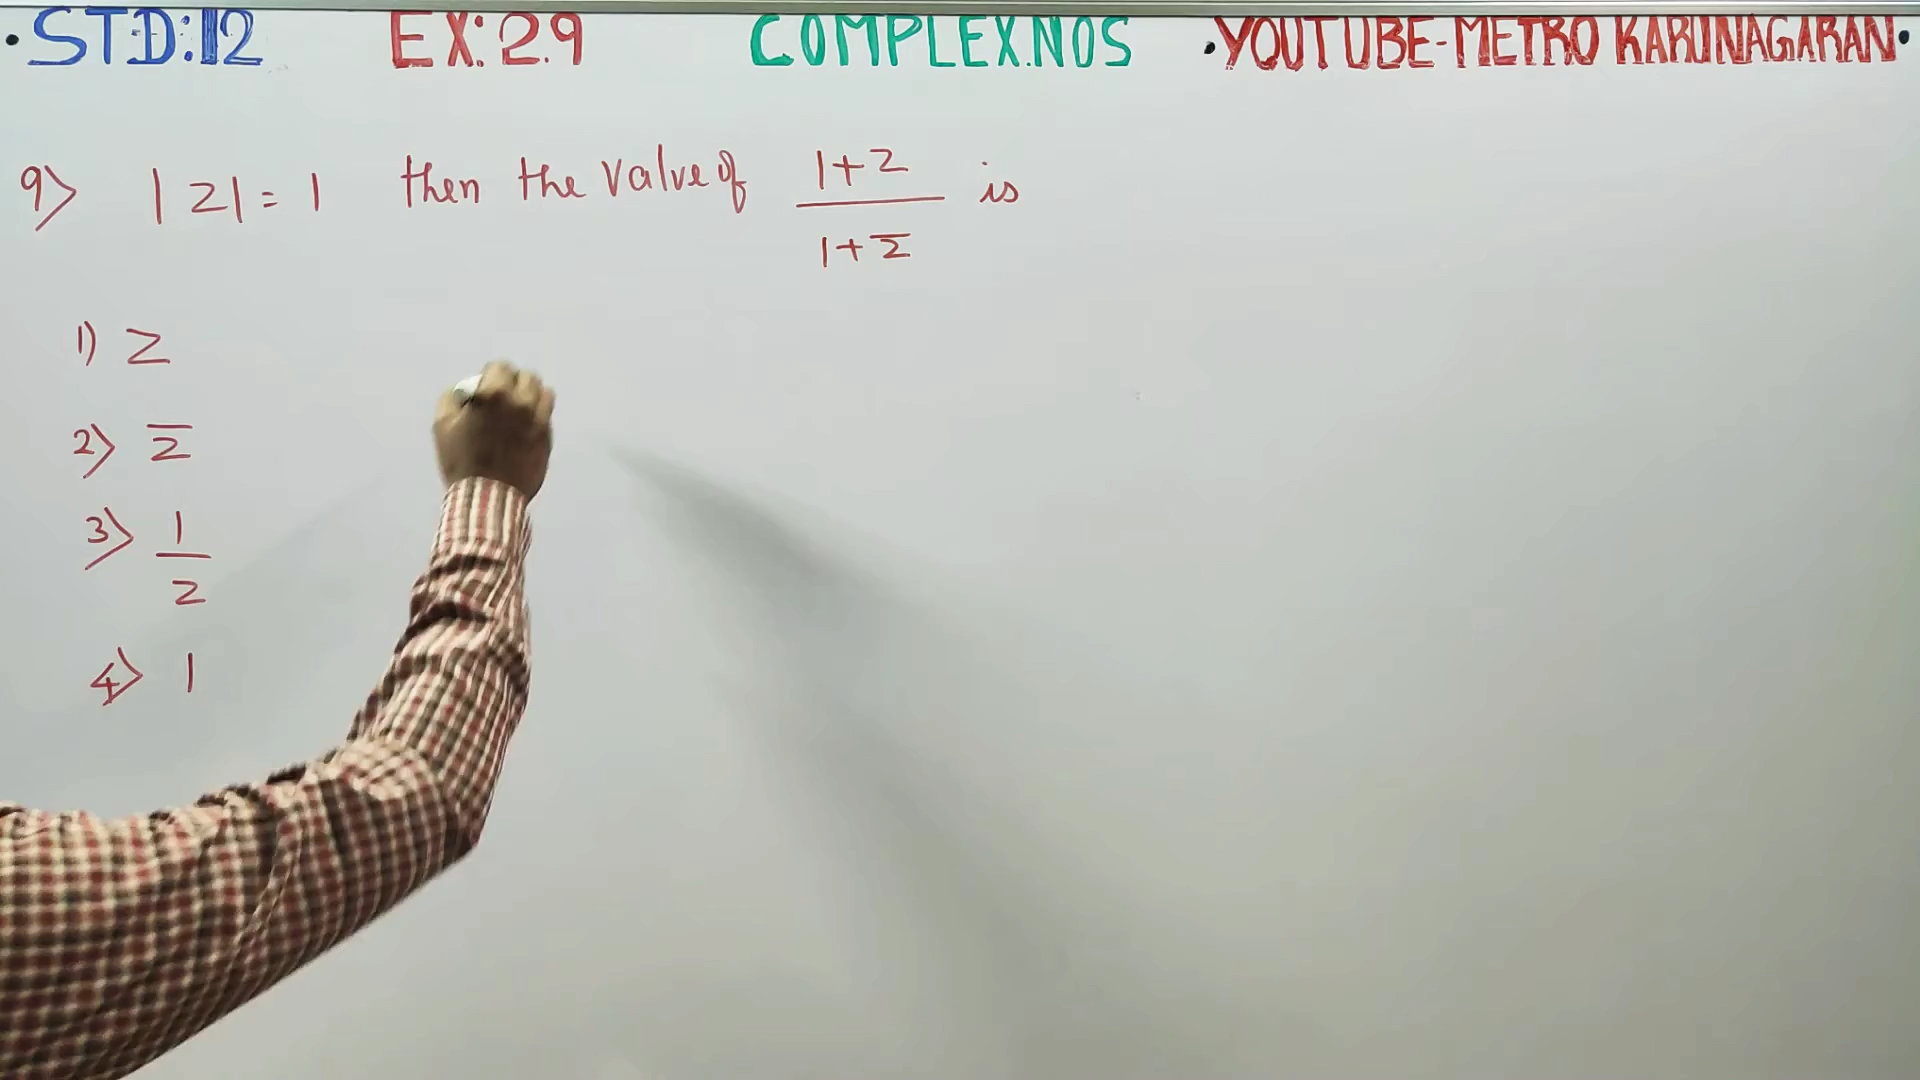 •STD:12 EX:2.9 COMPLEX.NOS •YOUTUBE-METRO KARUNAGARAN•
9) |z| = 1 then the value of 1+z / 1+z̅ is
1) z
2) z̅
3) 1/z
4) 1